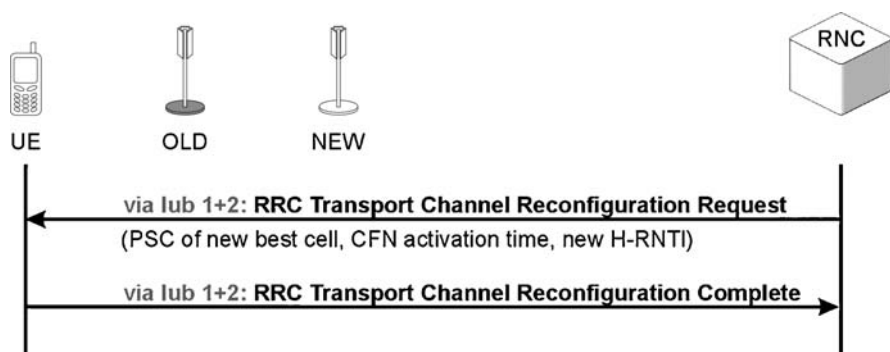 RNC
UE
OLD
NEW
via Iub 1+2: RRC Transport Channel Reconfiguration Request
(PSC of new best cell, CFN activation time, new H-RNTI)
via Iub 1+2: RRC Transport Channel Reconfiguration Complete